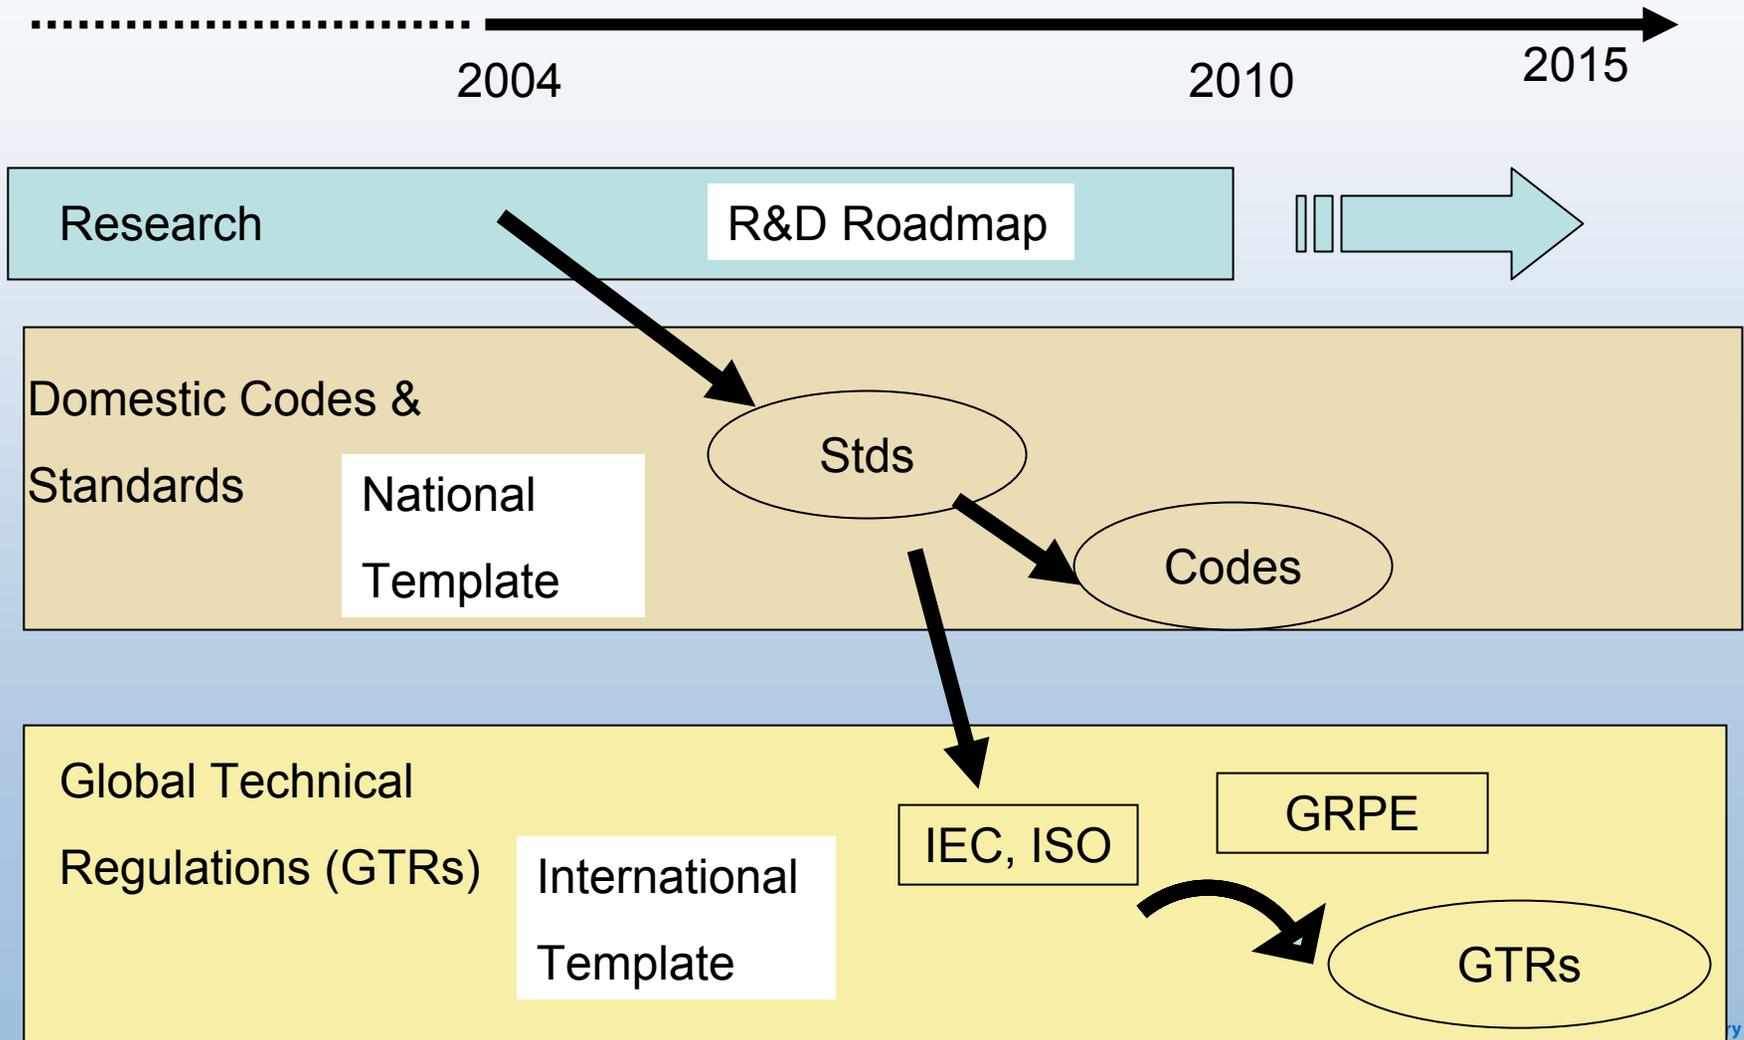 2004
2010
2015
Research
R&D Roadmap
Domestic Codes &
Standards
National
Template
Stds
Codes
Global Technical
Regulations (GTRs)
International
Template
IEC, ISO
GRPE
GTRs